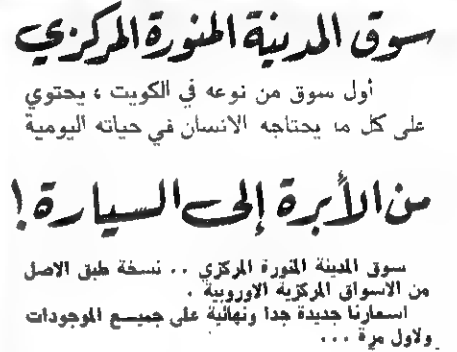 سوق المدينة المنورة المركزي
أول سوق من نوعه في الكويت ، يحتوي
على كل ما يحتاجه الانسان في حياته اليومية
من الأبرة إلى السيارة !
سوق المدينة المنورة المركزي .. نسخة طبق الاصل
من الاسواق المركزية الاوروبية .
اسعارنا جديدة جدا ونهائية على جميع الموجودات
ولاول مرة ...